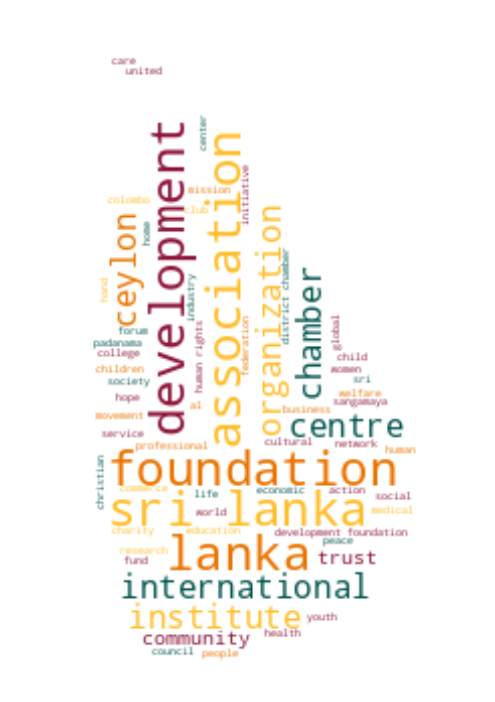 care
united
center
development
association
mission
initiative
colombo
club
ceylon
home
organization
district chamber
chamber
hand
industry
global
forum
human rights
federation
padanama
college
child
children
women
society
sri
hope
al
welfare
sangamaya
movement
business
centre
service
professional
cultural
network
human
christian
foundation
commerce
life
economic
action
social
sri lanka
world
medical
charity
education
development foundation
peace
lanka
research
fund
trust
international
institute
youth
community
health
council
people